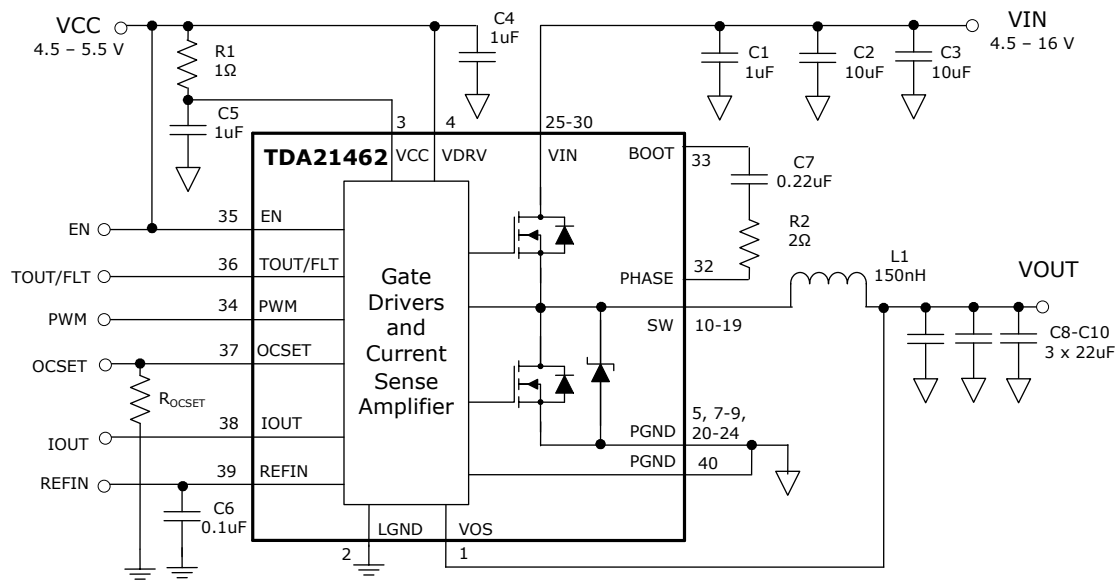 VCC
4.5 – 5.5 V
R1
1Ω
C5
1uF
C4
1uF
VIN
4.5 – 16 V
C1
1uF
C2
10uF
C3
10uF
3
4
25-30
TDA21462
VCC
VDRV
VIN
BOOT
33
C7
0.22uF
R2
2Ω
PHASE
32
EN
35
EN
TOUT/FLT
36
TOUT/FLT
PWM
34
PWM
OCSET
37
OCSET
ROCSET
IOUT
38
IOUT
REFIN
39
REFIN
C6
0.1uF
Gate
Drivers
and
Current
Sense
Amplifier
L1
150nH
VOUT
SW
10-19
C8-C10
3 x 22uF
PGND
5, 7-9,
20-24
PGND
40
LGND
VOS
2
1